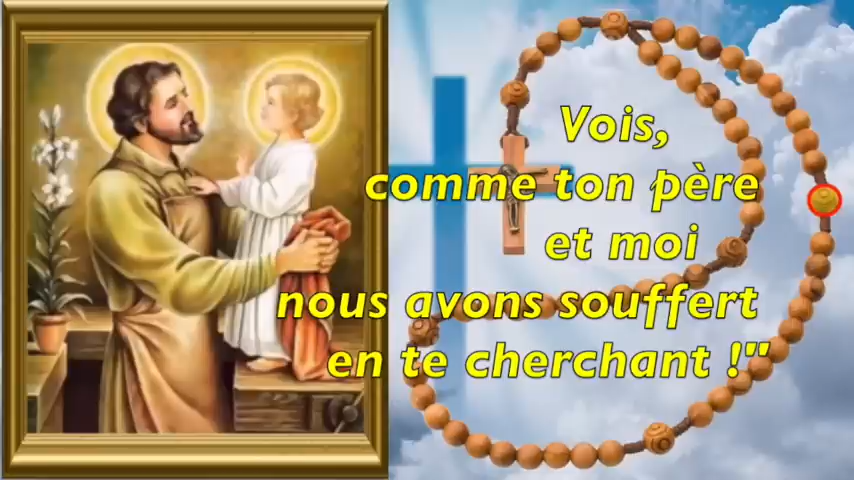 Vois,
comme ton père
et moi
nous avons souffert
en te cherchant !"